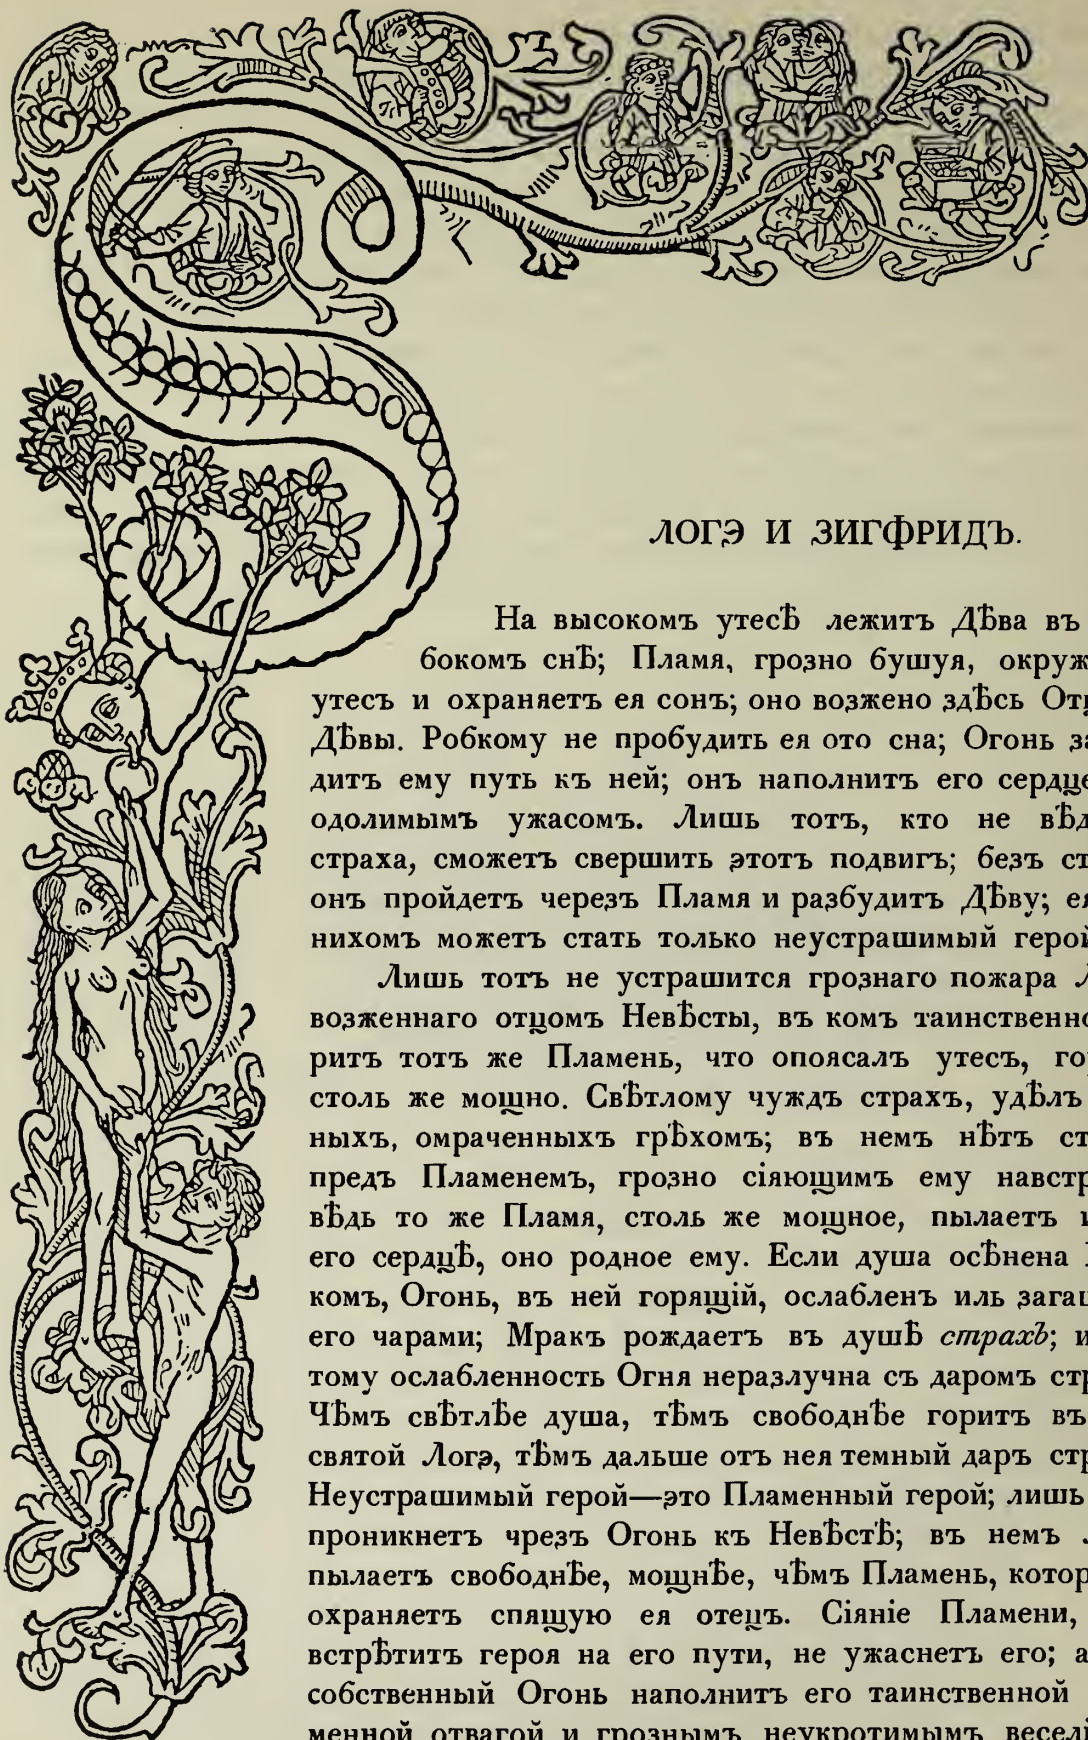 ЛОГЭ И ЗИГФРИДЪ.
На высокомъ утесѣ лежитъ Дѣва въ
бокомъ снѣ; Пламя, грозно бушуя, окруж
утесъ и охраняетъ ея сонъ; оно возжено здѣсь От
Дѣвы. Робкому не пробудить ея ото сна; Огонь за
дитъ ему путь къ ней; онъ наполнитъ его сердце
одолимымъ ужасомъ. Лишь тотъ, кто не вѣд
страха, сможетъ свершить этотъ подвигъ; безъ ст
онъ пройдетъ черезъ Пламя и разбудитъ Дѣву; ея
нихомъ можетъ стать только неустрашимый герой
Лишь тотъ не устрашится грознаго пожара
возженнаго отцомъ Невѣсты, въ комъ таинственно
ритъ тотъ же Пламень, что опоясалъ утесъ, го
столь же мощно. Свѣтлому чуждъ страхъ, удѣлъ
ныхъ, омраченныхъ грѣхомъ; въ немъ нѣтъ ст
предъ Пламенемъ, грозно сіяющимъ ему навстр
вѣдь то же Пламя, столь же мощное, пылаетъ и
его сердцѣ, оно родное ему. Если душа осѣнена
комъ, Огонь, въ ней горящій, ослабленъ иль зага
его чарами; Мракъ рождаетъ въ душѣ страхъ; и
тому ослабленность Огня неразлучна съ даромъ стр
Чѣмъ свѣтлѣе душа, тѣмъ свободнѣе горитъ въ
святой Логэ, тѣмъ дальше отъ нея темный даръ стр
Неустрашимый герой—это Пламенный герой; лишь
проникнетъ чрезъ Огонь къ Невѣстѣ; въ немъ
пылаетъ свободнѣе, мощнѣе, чѣмъ Пламень, котор
охраняетъ спящую ея отецъ. Сіяніе Пламени,
встрѣтитъ героя на его пути, не ужаснетъ его; а
собственный Огонь наполнитъ его таинственной
менной отвагой и грознымъ неукротимымъ весел